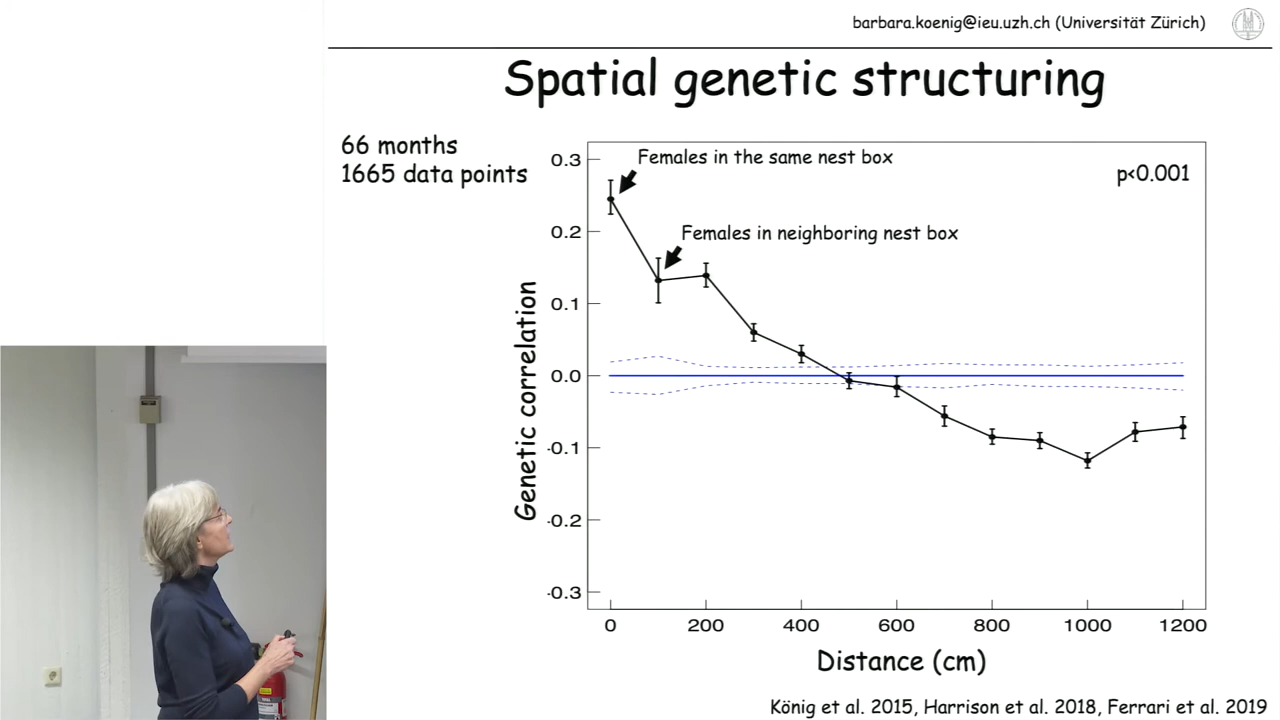 barbara.koenig@ieu.uzh.ch (Universität Zürich)
Spatial genetic structuring
66 months
1665 data points
Females in the same nest box
p<0.001
Females in neighboring nest box
Genetic correlation
0.3
0.2
0.1
0.0
-0.1
-0.2
-0.3
0 200 400 600 800 1000 1200
Distance (cm)
König et al. 2015, Harrison et al. 2018, Ferrari et al. 2019